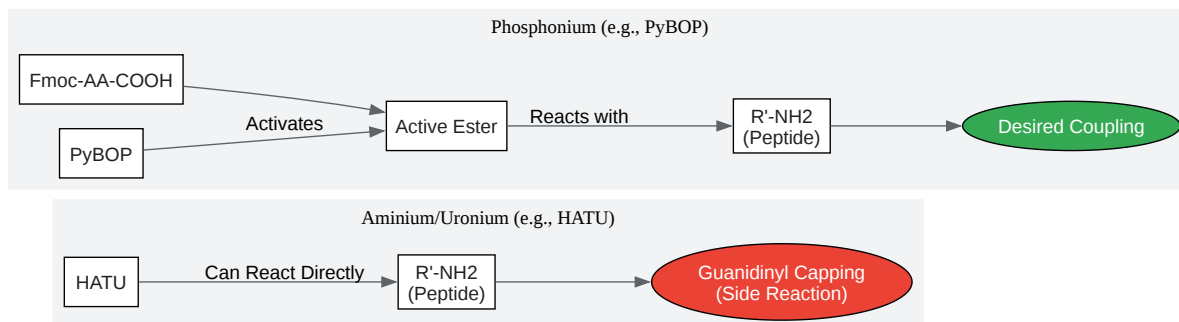 Phosphonium (e.g., PyBOP)
Fmoc-AA-COOH
PyBOP
Activates
Active Ester
Reacts with
R'-NH2
(Peptide)
Desired Coupling
Aminium/Uronium (e.g., HATU)
HATU
Can React Directly
R'-NH2
(Peptide)
Guanidinyl Capping
(Side Reaction)